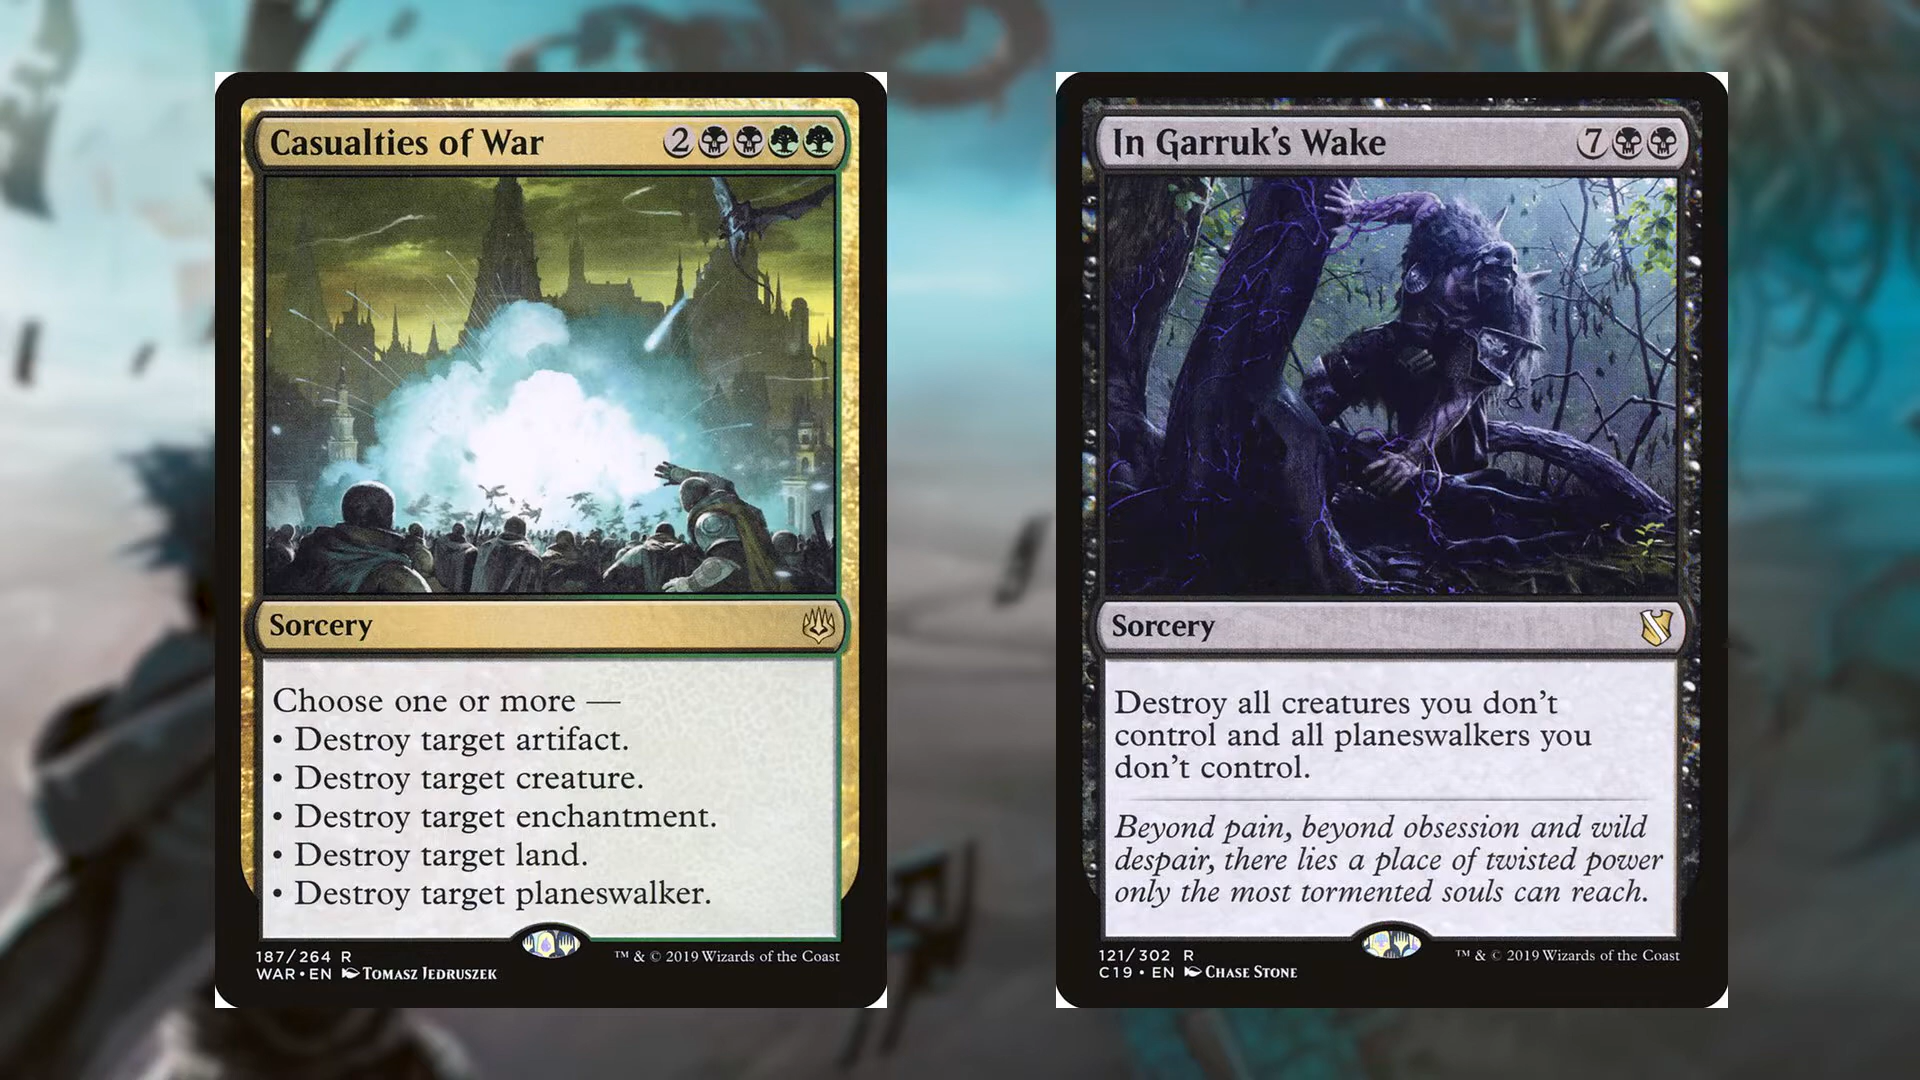 Casualties of War
2
Sorcery
Choose one or more —
• Destroy target artifact.
• Destroy target creature.
• Destroy target enchantment.
• Destroy target land.
• Destroy target planeswalker.
187/264 R
WAR • EN Tomasz Jedruszek
™ & © 2019 Wizards of the Coast
In Garruk's Wake
7
Sorcery
Destroy all creatures you don't
control and all planeswalkers you
don't control.
Beyond pain, beyond obsession and wild
despair, there lies a place of twisted power
only the most tormented souls can reach.
121/302 R
C19 • EN Chase Stone
™ & © 2019 Wizards of the Coast